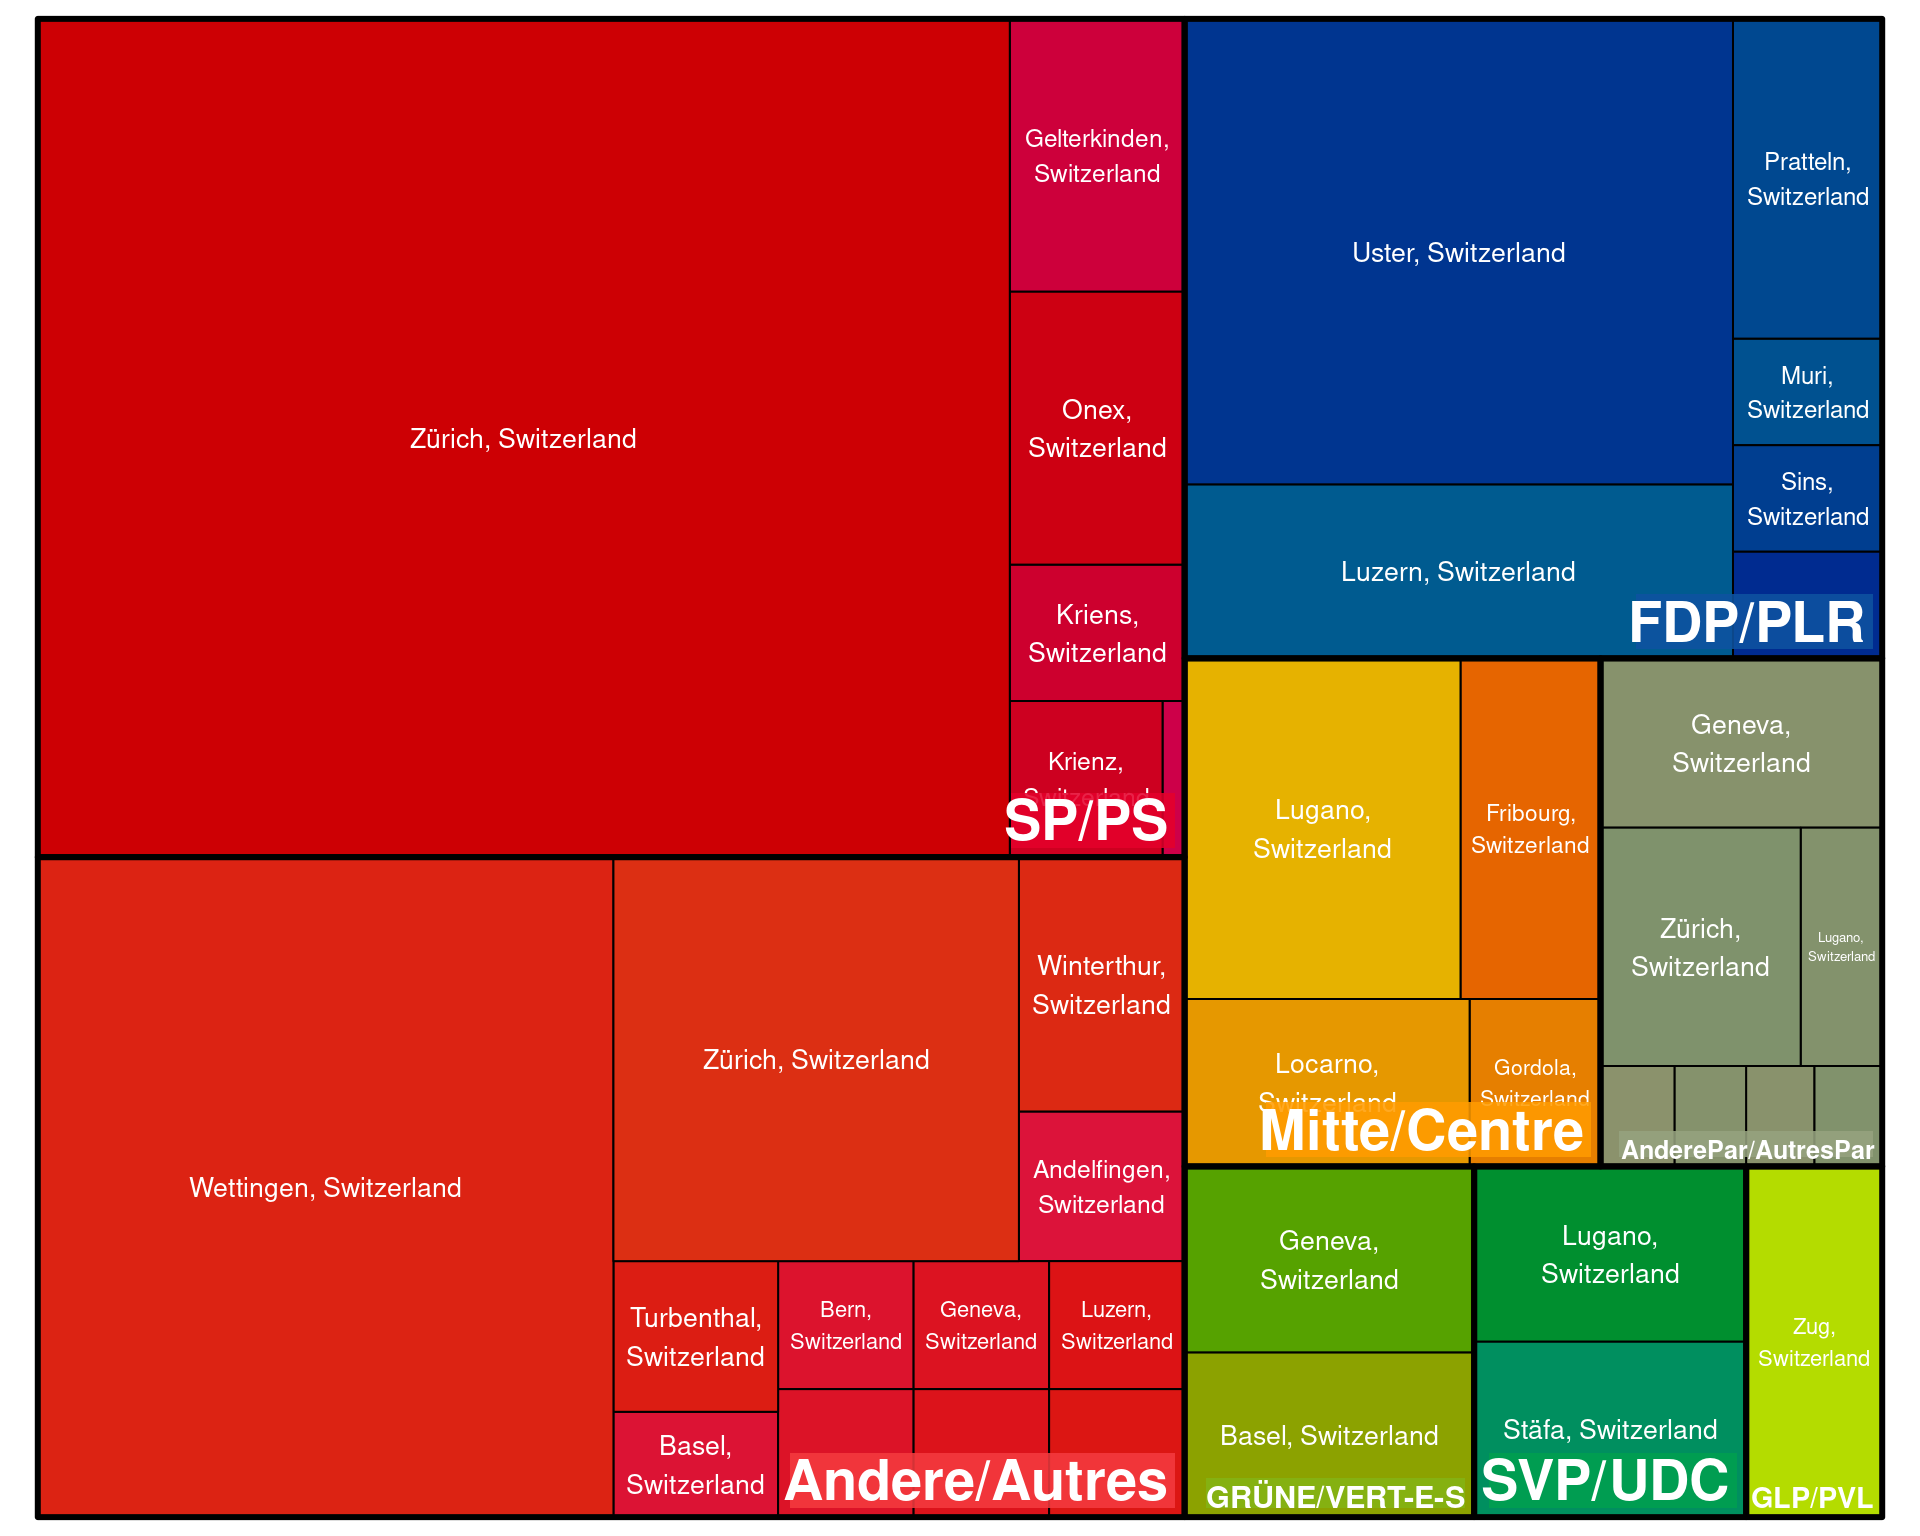 Zürich, Switzerland
Gelterkinden,
Switzerland
Onex,
Switzerland
Kriens,
Switzerland
Krienz,
Switzerland
SP/PS
Wettingen, Switzerland
Zürich, Switzerland
Winterthur,
Switzerland
Andelfingen,
Switzerland
Turbenthal,
Switzerland
Basel,
Switzerland
Bern,
Switzerland
Geneva,
Switzerland
Luzern,
Switzerland
Andere/Autres
Uster, Switzerland
Pratteln,
Switzerland
Muri,
Switzerland
Sins,
Switzerland
Luzern, Switzerland
FDP/PLR
Lugano,
Switzerland
Fribourg,
Switzerland
Locarno,
Switzerland
Gordola,
Switzerland
Mitte/Centre
Geneva,
Switzerland
Zürich,
Switzerland
Lugano,
Switzerland
AnderePar/AutresPar
Geneva,
Switzerland
Basel, Switzerland
GRÜNE/VERT-E-S
Lugano,
Switzerland
Stäfa, Switzerland
SVP/UDC
Zug,
Switzerland
GLP/PVL